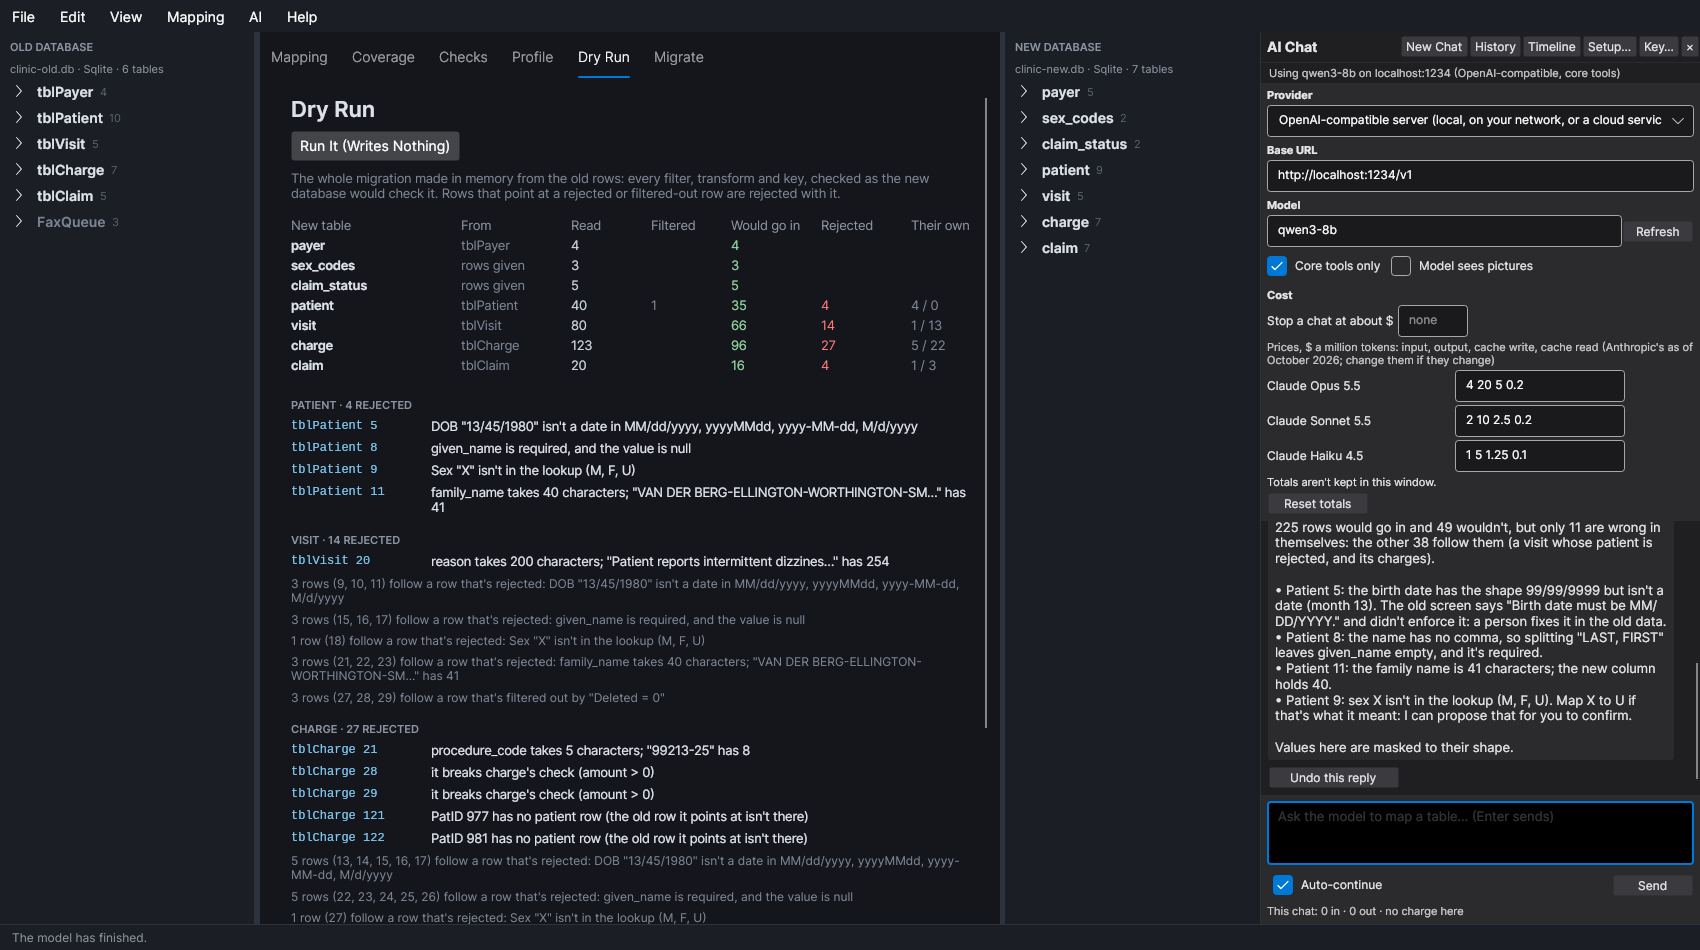 File Edit View Mapping AI Help
OLD DATABASE
clinic-old.db · Sqlite · 6 tables
tblPayer 4
tblPatient 10
tblVisit 5
tblCharge 7
tblClaim 5
FaxQueue 3
Mapping Coverage Checks Profile Dry Run Migrate
Dry Run
Run It (Writes Nothing)
The whole migration made in memory from the old rows: every filter, transform and key, checked as the new
database would check it. Rows that point at a rejected or filtered-out row are rejected with it.
New table From Read Filtered Would go in Rejected Their own
payer tblPayer 4 4
sex_codes rows given 3 3
claim_status rows given 5 5
patient tblPatient 40 1 35 4 4 / 0
visit tblVisit 80 66 14 1 / 13
charge tblCharge 123 96 27 5 / 22
claim tblClaim 20 16 4 1 / 3
PATIENT · 4 REJECTED
tblPatient 5 DOB "13/45/1980" isn't a date in MM/dd/yyyy, yyyyMMdd, yyyy-MM-dd, M/d/yyyy
tblPatient 8 given_name is required, and the value is null
tblPatient 9 Sex "X" isn't in the lookup (M, F, U)
tblPatient 11 family_name takes 40 characters; "VAN DER BERG-ELLINGTON-WORTHINGTON-SM..." has
41
VISIT · 14 REJECTED
tblVisit 20 reason takes 200 characters; "Patient reports intermittent dizzines..." has 254
3 rows (9, 10, 11) follow a row that's rejected: DOB "13/45/1980" isn't a date in MM/dd/yyyy, yyyyMMdd, yyyy-MM-dd,
M/d/yyyy
3 rows (15, 16, 17) follow a row that's rejected: given_name is required, and the value is null
1 row (18) follow a row that's rejected: Sex "X" isn't in the lookup (M, F, U)
3 rows (21, 22, 23) follow a row that's rejected: family_name takes 40 characters; "VAN DER BERG-ELLINGTON-
WORTHINGTON-SM..." has 41
3 rows (27, 28, 29) follow a row that's filtered out by "Deleted = 0"
CHARGE · 27 REJECTED
tblCharge 21 procedure_code takes 5 characters; "99213-25" has 8
tblCharge 28 it breaks charge's check (amount > 0)
tblCharge 29 it breaks charge's check (amount > 0)
tblCharge 121 PatID 977 has no patient row (the old row it points at isn't there)
tblCharge 122 PatID 981 has no patient row (the old row it points at isn't there)
5 rows (13, 14, 15, 16, 17) follow a row that's rejected: DOB "13/45/1980" isn't a date in MM/dd/yyyy, yyyyMMdd, yyyy-
MM-dd, M/d/yyyy
5 rows (22, 23, 24, 25, 26) follow a row that's rejected: given_name is required, and the value is null
1 row (27) follow a row that's rejected: Sex "X" isn't in the lookup (M, F, U)
NEW DATABASE
clinic-new.db · Sqlite · 7 tables
payer 5
sex_codes 2
claim_status 2
patient 9
visit 5
charge 7
claim 7
AI Chat New Chat History Timeline Setup... Key... ×
Using qwen3-8b on localhost:1234 (OpenAI-compatible, core tools)
Provider
OpenAI-compatible server (local, on your network, or a cloud servic
Base URL
http://localhost:1234/v1
Model
qwen3-8b Refresh
Core tools only Model sees pictures
Cost
Stop a chat at about $ none
Prices, $ a million tokens: input, output, cache write, cache read (Anthropic's as of
October 2026; change them if they change)
Claude Opus 5.5 4 20 5 0.2
Claude Sonnet 5.5 2 10 2.5 0.2
Claude Haiku 4.5 1 5 1.25 0.1
Totals aren't kept in this window.
Reset totals
225 rows would go in and 49 wouldn't, but only 11 are wrong in
themselves: the other 38 follow them (a visit whose patient is
rejected, and its charges).
• Patient 5: the birth date has the shape 99/99/9999 but isn't a
date (month 13). The old screen says "Birth date must be MM/
DD/YYYY." and didn't enforce it: a person fixes it in the old data.
• Patient 8: the name has no comma, so splitting "LAST, FIRST"
leaves given_name empty, and it's required.
• Patient 11: the family name is 41 characters; the new column
holds 40.
• Patient 9: sex X isn't in the lookup (M, F, U). Map X to U if
that's what it meant: I can propose that for you to confirm.
Values here are masked to their shape.
Undo this reply
Ask the model to map a table... (Enter sends)
Auto-continue Send
This chat: 0 in · 0 out · no charge here
The model has finished.